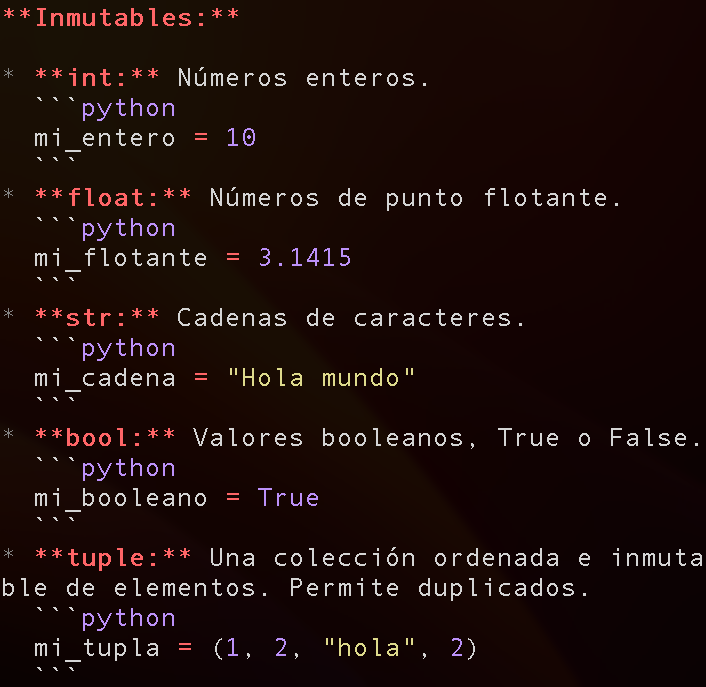 **Inmutables:**
* **int:** Números enteros.
```python
mi_entero = 10
```
* **float:** Números de punto flotante.
```python
mi_flotante = 3.1415
```
* **str:** Cadenas de caracteres.
```python
mi_cadena = "Hola mundo"
```
* **bool:** Valores booleanos, True o False.
```python
mi_booleano = True
```
* **tuple:** Una colección ordenada e inmuta
ble de elementos. Permite duplicados.
```python
mi_tupla = (1, 2, "hola", 2)
```